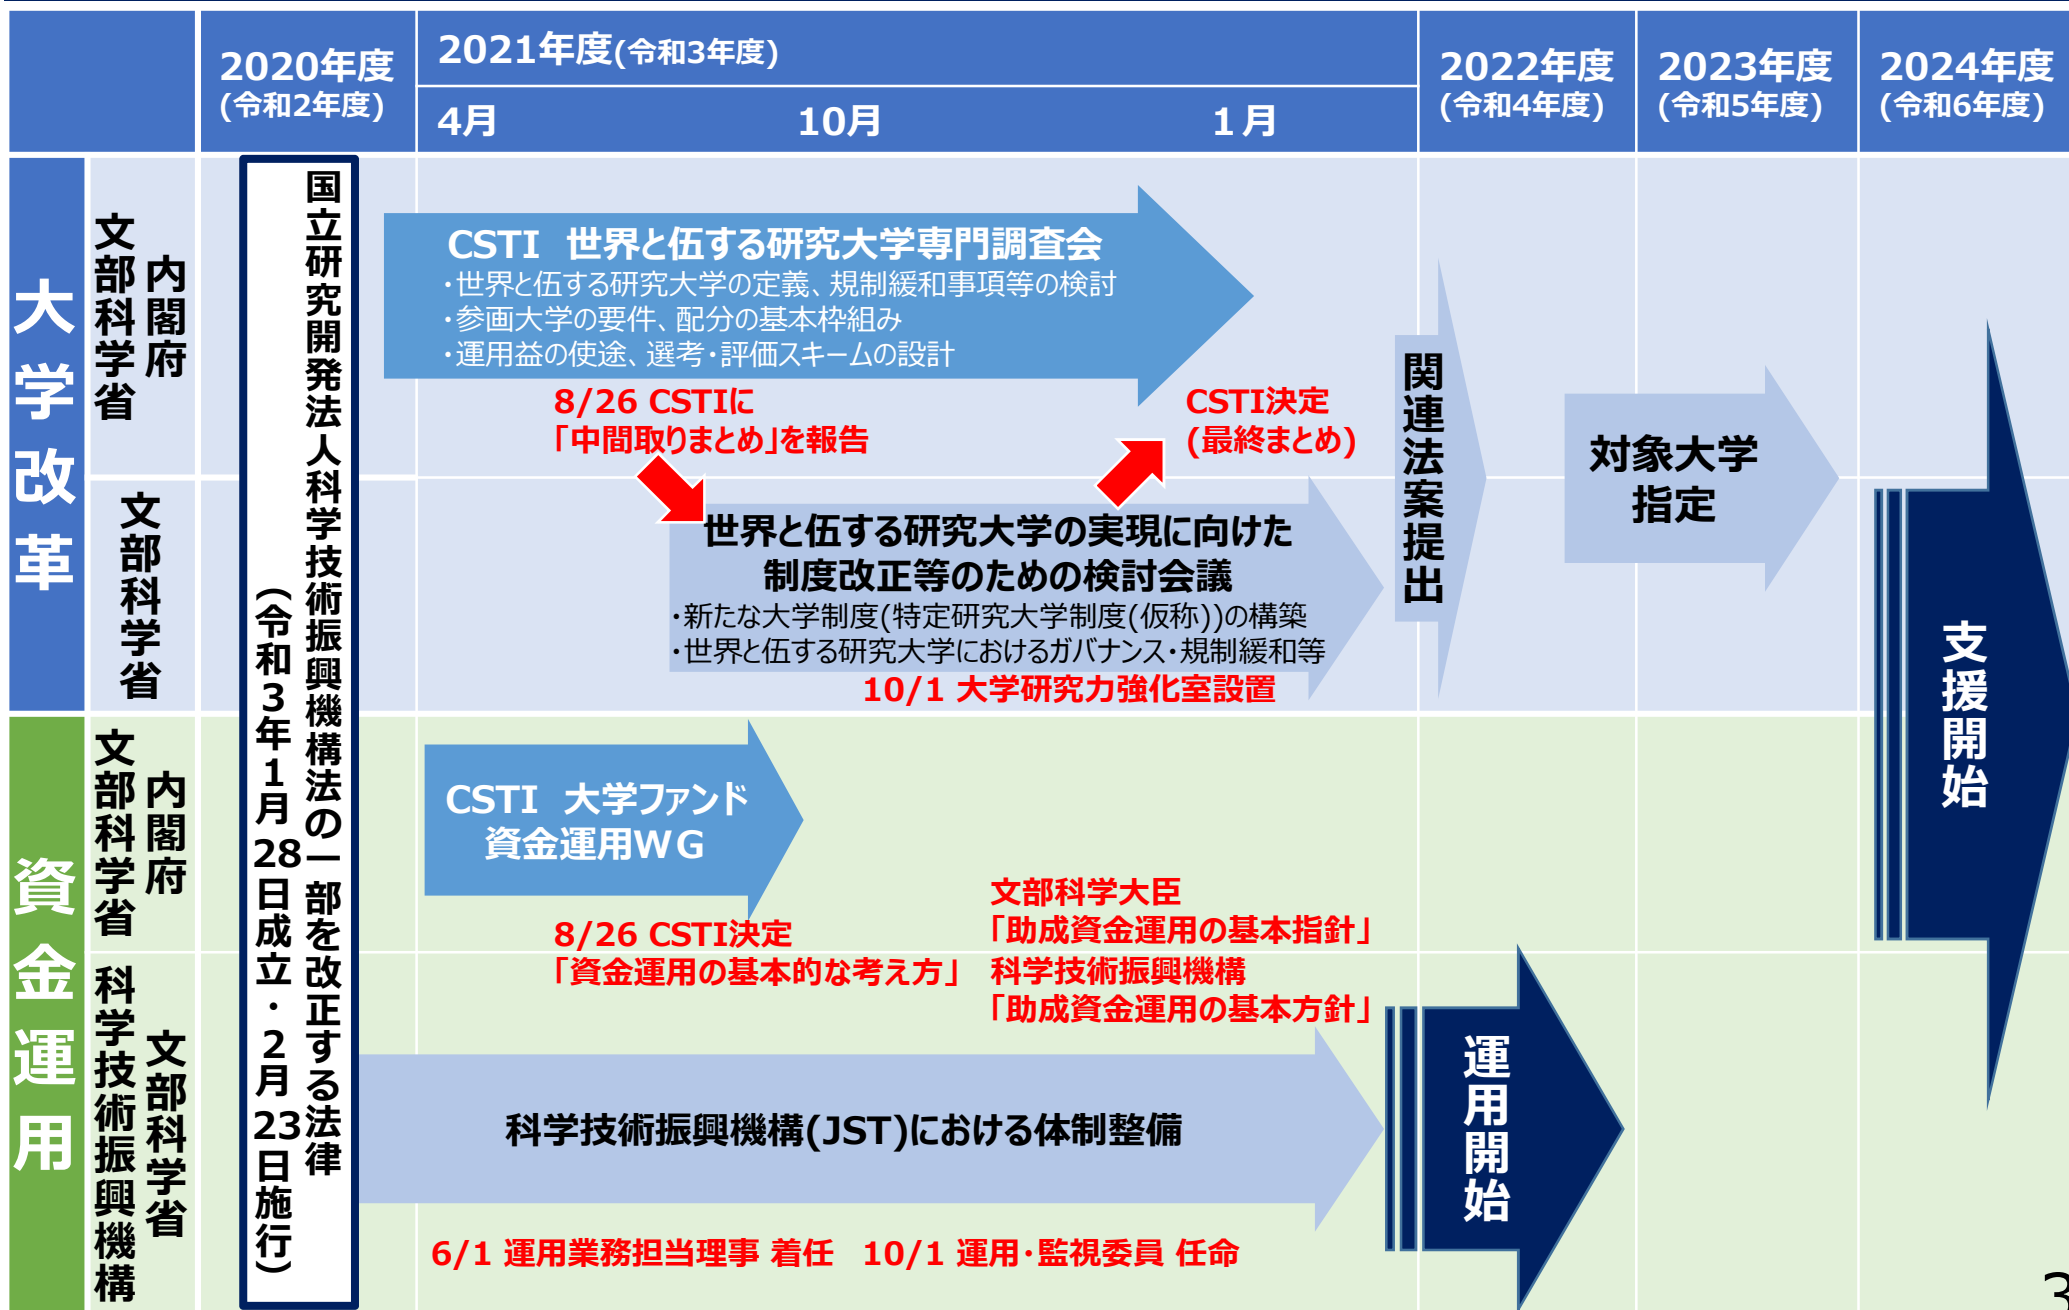 2020年度
(令和2年度)
2021年度(令和3年度)
4月
10月
１月
2022年度
(令和4年度)
2023年度
(令和5年度)
2024年度
(令和6年度)
大学改革
内閣府
文部科学省
文部科学省
資金運用
内閣府
文部科学省
文部科学省
科学技術振興機構
国立研究開発法人科学技術振興機構法の一部を改正する法律
（令和３年１月28日成立・２月23日施行）
CSTI　世界と伍する研究大学専門調査会
・世界と伍する研究大学の定義、規制緩和事項等の検討
・参画大学の要件、配分の基本枠組み
・運用益の使途、選考・評価スキームの設計
8/26 CSTIに
「中間取りまとめ」を報告
CSTI決定
(最終まとめ)
世界と伍する研究大学の実現に向けた
制度改正等のための検討会議
・新たな大学制度(特定研究大学制度(仮称))の構築
・世界と伍する研究大学におけるガバナンス・規制緩和等
10/1 大学研究力強化室設置
関連法案提出
対象大学
指定
支援開始
CSTI　大学ファンド
資金運用ＷＧ
8/26 CSTI決定
「資金運用の基本的な考え方」
文部科学大臣
「助成資金運用の基本指針」
科学技術振興機構
「助成資金運用の基本方針」
科学技術振興機構(JST)における体制整備
運用開始
6/1 運用業務担当理事 着任
10/1 運用・監視委員 任命
3